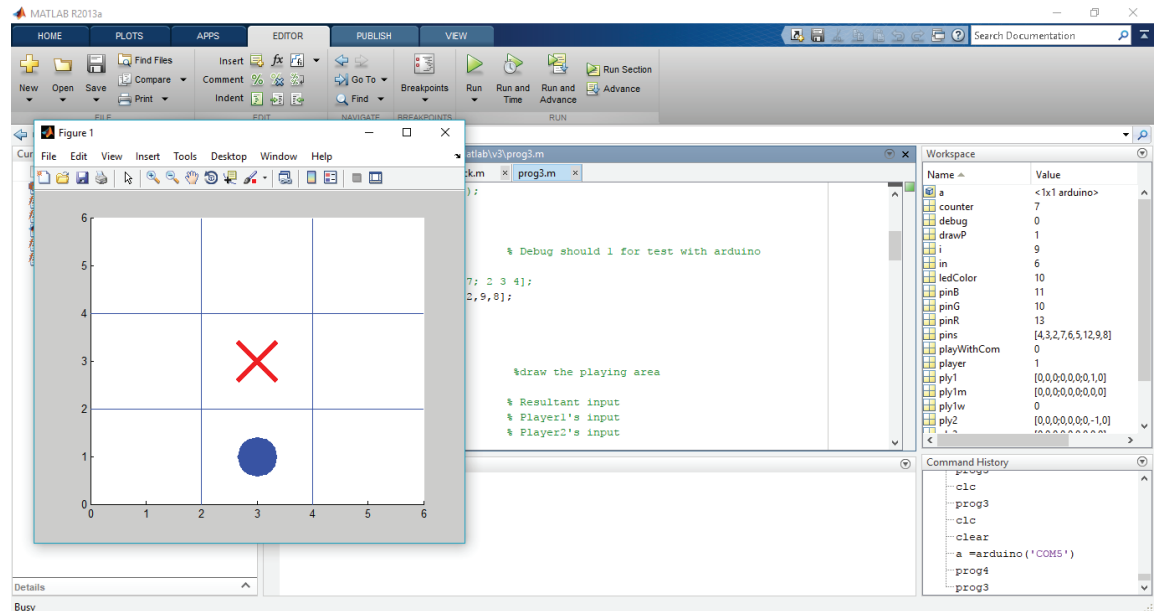 MATLAB R2013a
HOME PLOTS APPS EDITOR PUBLISH VIEW
Search Documentation
New Open Save
Find Files
Compare
Print
Insert fx
Comment
Indent
Go To
Find
Breakpoints
Run Run and Time Run and Advance
Run Section
Advance
FILE EDIT NAVIGATE BREAKPOINTS RUN
Figure 1
File Edit View Insert Tools Desktop Window Help
6
5
4
3
2
1
0
0 1 2 3 4 5 6
atlab\v3\prog3.m
ck.m × prog3.m ×
);
% Debug should 1 for test with arduino
7; 2 3 4];
2,9,8];
%draw the playing area
% Resultant input
% Player1's input
% Player2's input
Workspace
Name Value
a <1x1 arduino>
counter 7
debug 0
drawP 1
i 9
in 6
ledColor 10
pinB 11
pinG 10
pinR 13
pins [4,3,2,7,6,5,12,9,8]
playWithCom 0
player 1
ply1 [0,0,0;0,0,0;0,1,0]
ply1m [0,0,0;0,0,0;0,0,0]
ply1w 0
ply2 [0,0,0;0,0,0;0,-1,0]
Command History
clc
prog3
clc
clear
a =arduino('COM5')
prog4
prog3
Details
Busy